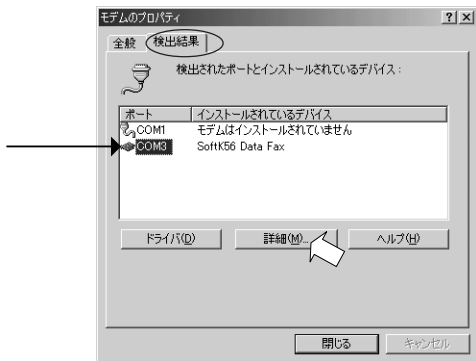 モデムのプロパティ
全般 検出結果
検出されたポートとインストールされているデバイス：
ポート インストールされているデバイス
COM1 モデムはインストールされていません
COM3 SoftK56 Data Fax
ドライバ(D) 詳細(M)... ヘルプ(H)
閉じる キャンセル